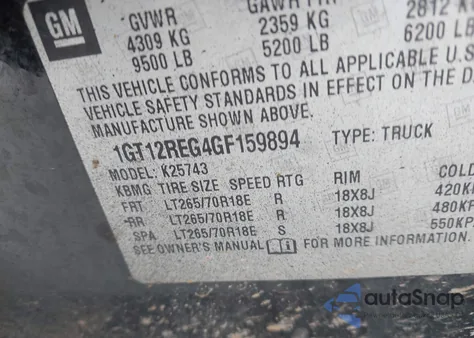 GM
GVWR GAWR FRT
4309 KG 2359 KG 2812 KG
9500 LB 5200 LB 6200 LB
THIS VEHICLE CONFORMS TO ALL APPLICABLE U.S
VEHICLE SAFETY STANDARDS IN EFFECT ON THE D
MANUFACTURE SHOWN ABOVE.
1GT12REG4GF159894 TYPE: TRUCK
MODEL: K25743
KBMG TIRE SIZE SPEED RTG RIM COLD
FRT LT265/70R18E R 18X8J 420K
RR LT265/70R18E R 18X8J 480KP
SPA LT265/70R18E S 18X8J 550KP
SEE OWNER'S MANUAL i FOR MORE INFORMATION.
autoSnap